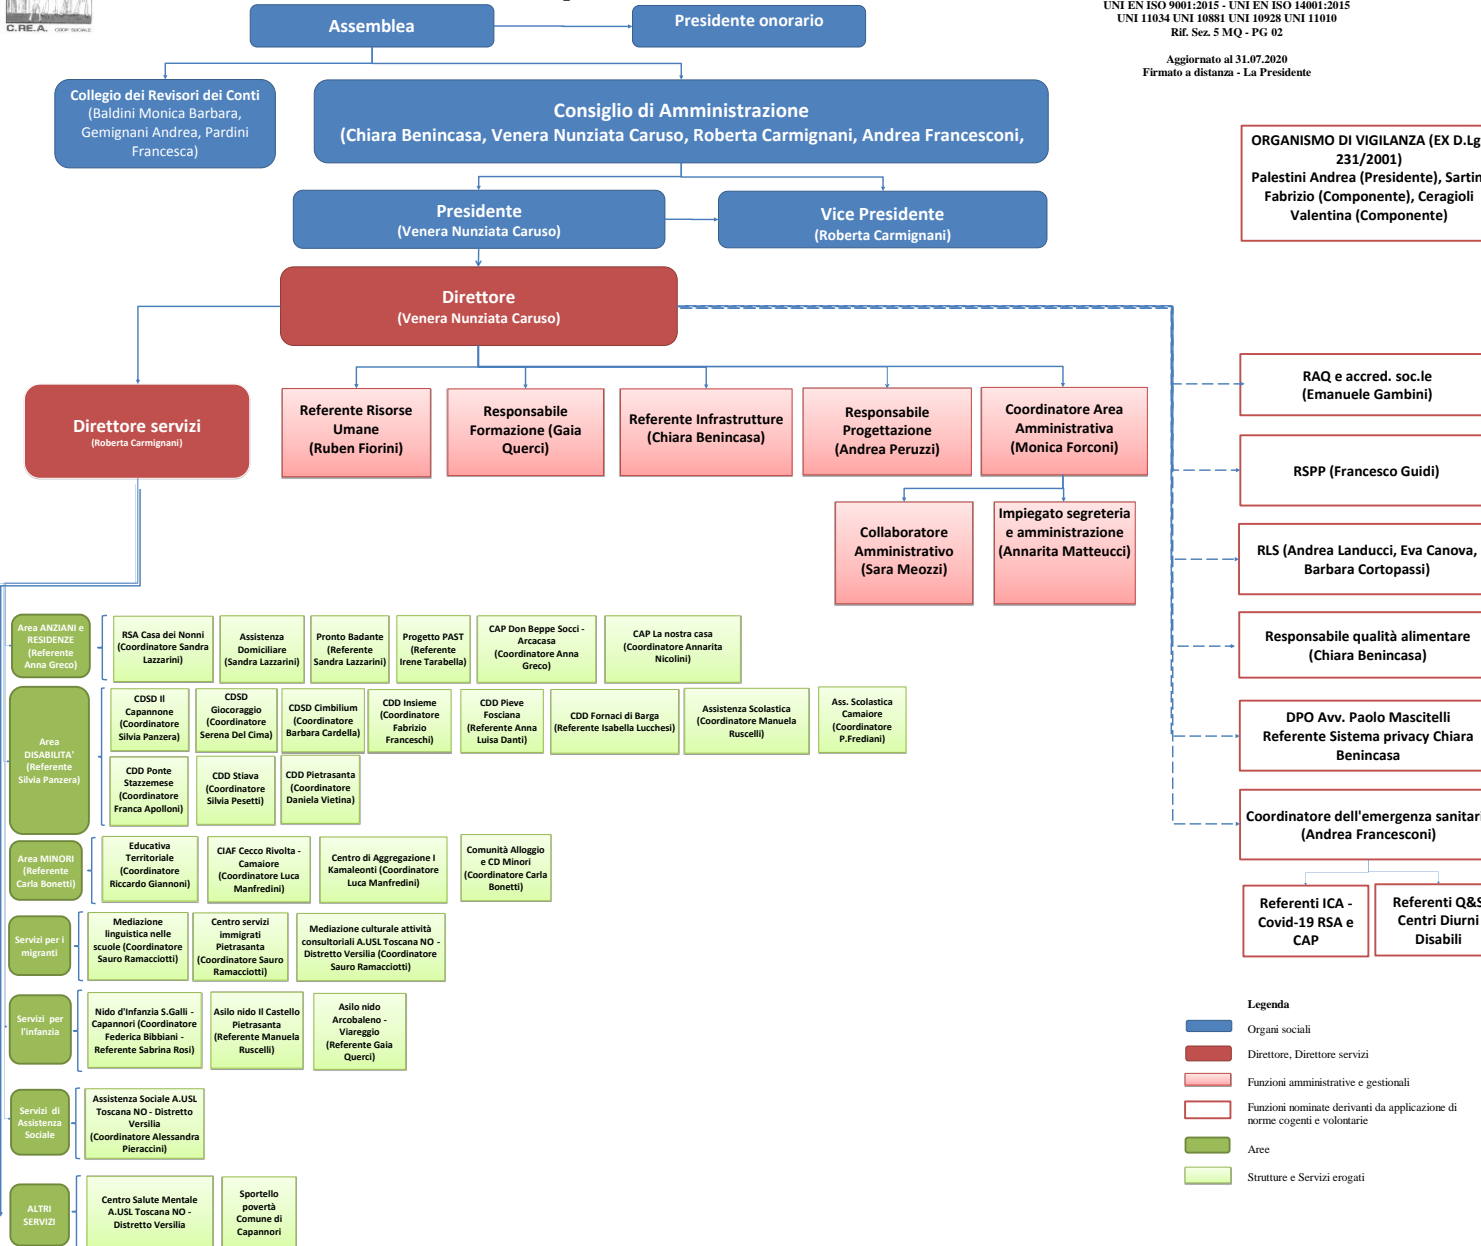 C.RE.A. COOP. SOCIALE
UNI EN ISO 9001:2015 - UNI EN ISO 14001:2015
UNI 11034 UNI 10881 UNI 10928 UNI 11010
Rif. Sez. 5 MQ - PG 02
Aggiornato al 31.07.2020
Firmato a distanza - La Presidente
Assemblea
Presidente onorario
Collegio dei Revisori dei Conti
(Baldini Monica Barbara,
Gemignani Andrea, Pardini
Francesca)
Consiglio di Amministrazione
(Chiara Benincasa, Venera Nunziata Caruso, Roberta Carmignani, Andrea Francesconi,
ORGANISMO DI VIGILANZA (EX D.Lg
231/2001)
Palestini Andrea (Presidente), Sartin
Fabrizio (Componente), Ceragioli
Valentina (Componente)
Presidente
(Venera Nunziata Caruso)
Vice Presidente
(Roberta Carmignani)
Direttore
(Venera Nunziata Caruso)
Direttore servizi
(Roberta Carmignani)
Referente Risorse
Umane
(Ruben Fiorini)
Responsabile
Formazione (Gaia
Querci)
Referente Infrastrutture
(Chiara Benincasa)
Responsabile
Progettazione
(Andrea Peruzzi)
Coordinatore Area
Amministrativa
(Monica Forconi)
Collaboratore
Amministrativo
(Sara Meozzi)
Impiegato segreteria
e amministrazione
(Annarita Matteucci)
RAQ e accred. soc.le
(Emanuele Gambini)
RSPP (Francesco Guidi)
RLS (Andrea Landucci, Eva Canova,
Barbara Cortopassi)
Responsabile qualità alimentare
(Chiara Benincasa)
DPO Avv. Paolo Mascitelli
Referente Sistema privacy Chiara
Benincasa
Coordinatore dell'emergenza sanitari
(Andrea Francesconi)
Referenti ICA -
Covid-19 RSA e
CAP
Referenti Q&S
Centri Diurni
Disabili
Area ANZIANI e
RESIDENZE
(Referente
Anna Greco)
RSA Casa dei Nonni
(Coordinatore Sandra
Lazzarini)
Assistenza
Domiciliare
(Sandra Lazzarini)
Pronto Badante
(Referente
Sandra Lazzarini)
Progetto PAST
(Referente
Irene Tarabella)
CAP Don Beppe Socci -
Arcacasa
(Coordinatore Anna
Greco)
CAP La nostra casa
(Coordinatore Annarita
Nicolini)
Area
DISABILITA'
(Referente
Silvia Panzera)
CDSD Il
Capannone
(Coordinatore
Silvia Panzera)
CDSD
Giocoraggio
(Coordinatore
Serena Del Cima)
CDSD Cimbilium
(Coordinatore
Barbara Cardella)
CDD Insieme
(Coordinatore
Fabrizio
Franceschi)
CDD Pieve
Fosciana
(Referente Anna
Luisa Danti)
CDD Fornaci di Barga
(Referente Isabella Lucchesi)
Assistenza Scolastica
(Coordinatore Manuela
Ruscelli)
Ass. Scolastica
Camaiore
(Coordinatore
P.Frediani)
CDD Ponte
Stazzemese
(Coordinatore
Franca Apolloni)
CDD Stiava
(Coordinatore
Silvia Pesetti)
CDD Pietrasanta
(Coordinatore
Daniela Vietina)
Area MINORI
(Referente
Carla Bonetti)
Educativa
Territoriale
(Coordinatore
Riccardo Giannoni)
CIAF Cecco Rivolta -
Camaiore
(Coordinatore Luca
Manfredini)
Centro di Aggregazione I
Kamaleonti (Coordinatore
Luca Manfredini)
Comunità Alloggio
e CD Minori
(Coordinatore Carla
Bonetti)
Servizi per i
migranti
Mediazione
linguistica nelle
scuole (Coordinatore
Sauro Ramacciotti)
Centro servizi
immigrati
Pietrasanta
(Coordinatore Sauro
Ramacciotti)
Mediazione culturale attività
consultoriali A.USL Toscana NO -
Distretto Versilia (Coordinatore
Sauro Ramacciotti)
Servizi per
l'infanzia
Nido d'Infanzia S.Galli -
Capannori (Coordinatore
Federica Bibbiani -
Referente Sabrina Rosi)
Asilo nido Il Castello
Pietrasanta
(Referente Manuela
Ruscelli)
Asilo nido
Arcobaleno -
Viareggio
(Referente Gaia
Querci)
Servizi di
Assistenza
Sociale
Assistenza Sociale A.USL
Toscana NO - Distretto
Versilia
(Coordinatore Alessandra
Pieraccini)
ALTRI
SERVIZI
Centro Salute Mentale
A.USL Toscana NO -
Distretto Versilia
Sportello
povertà
Comune di
Capannori
Legenda
Organi sociali
Direttore, Direttore servizi
Funzioni amministrative e gestionali
Funzioni nominate derivanti da applicazione di
norme cogenti e volontarie
Aree
Strutture e Servizi erogati